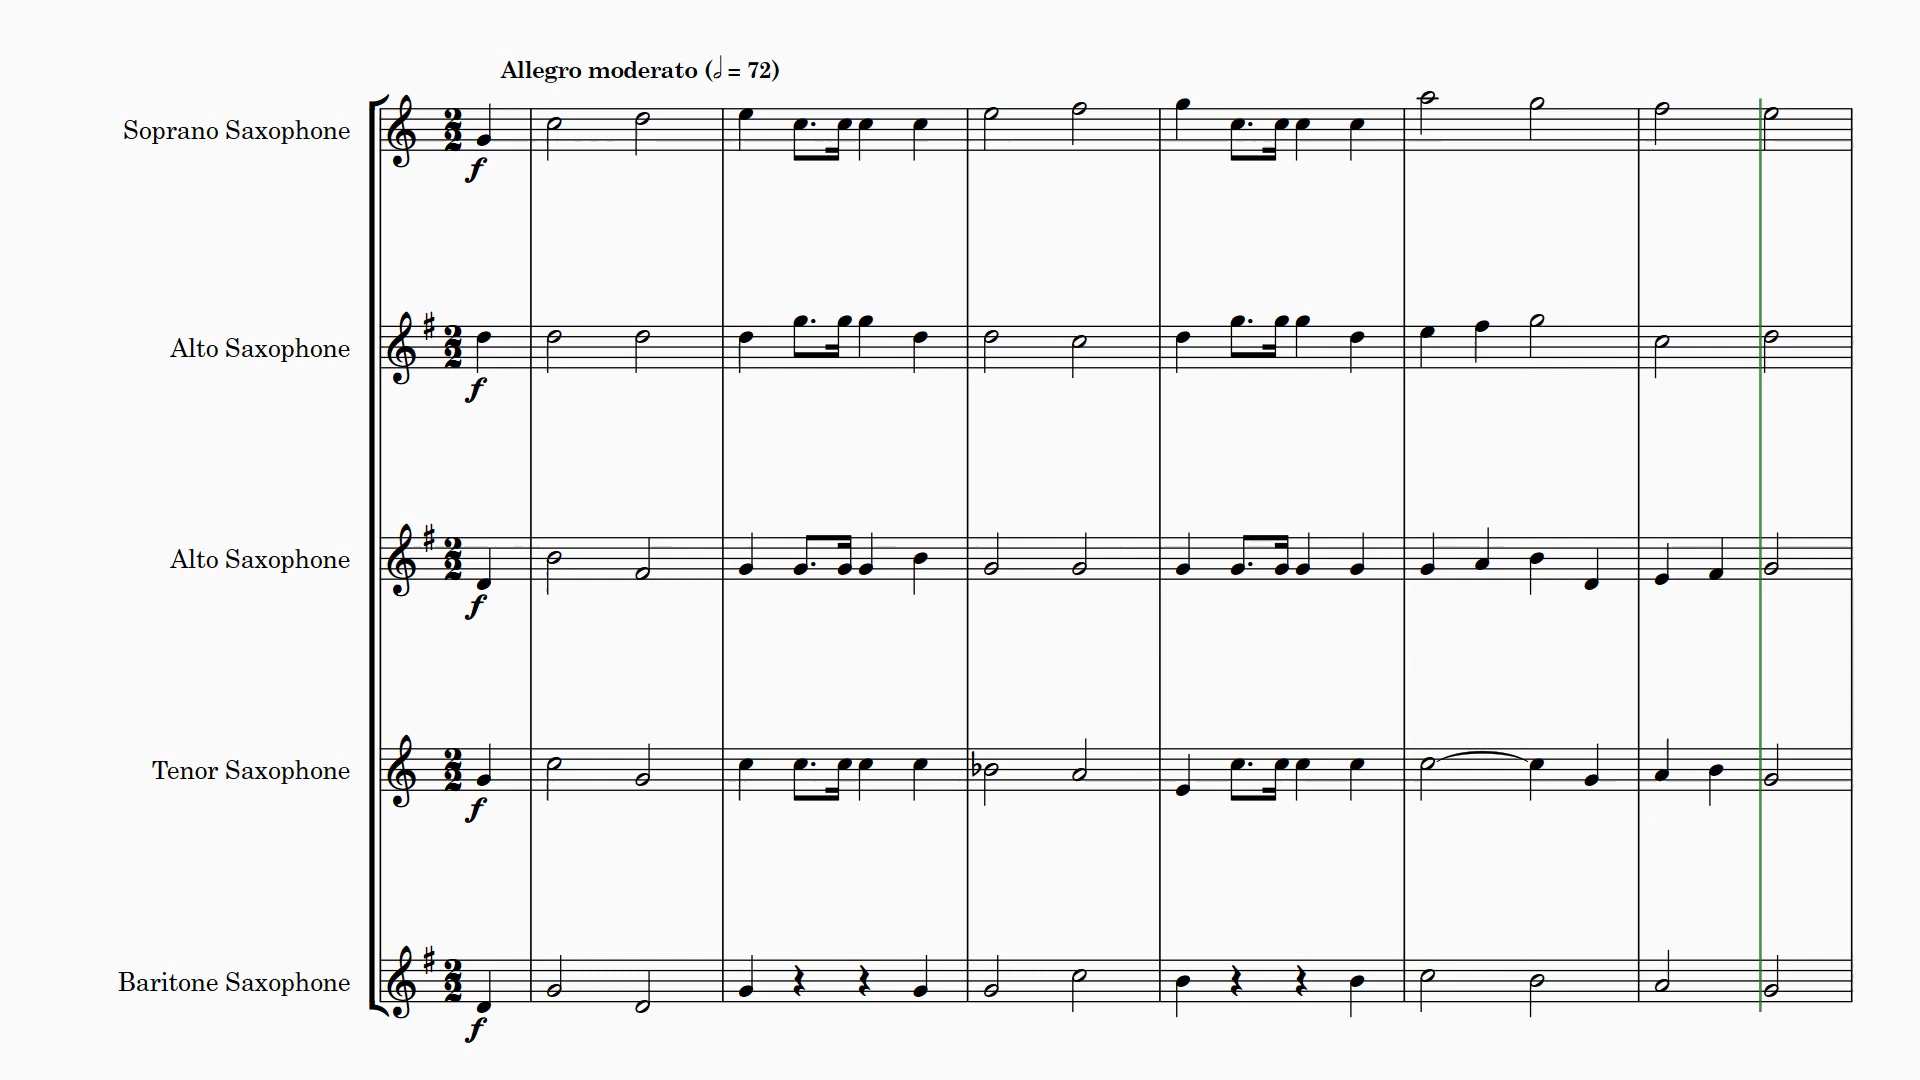 Allegro moderato (𝅗𝅥 = 72)
Soprano Saxophone
f
Alto Saxophone
f
Alto Saxophone
f
Tenor Saxophone
f
Baritone Saxophone
f